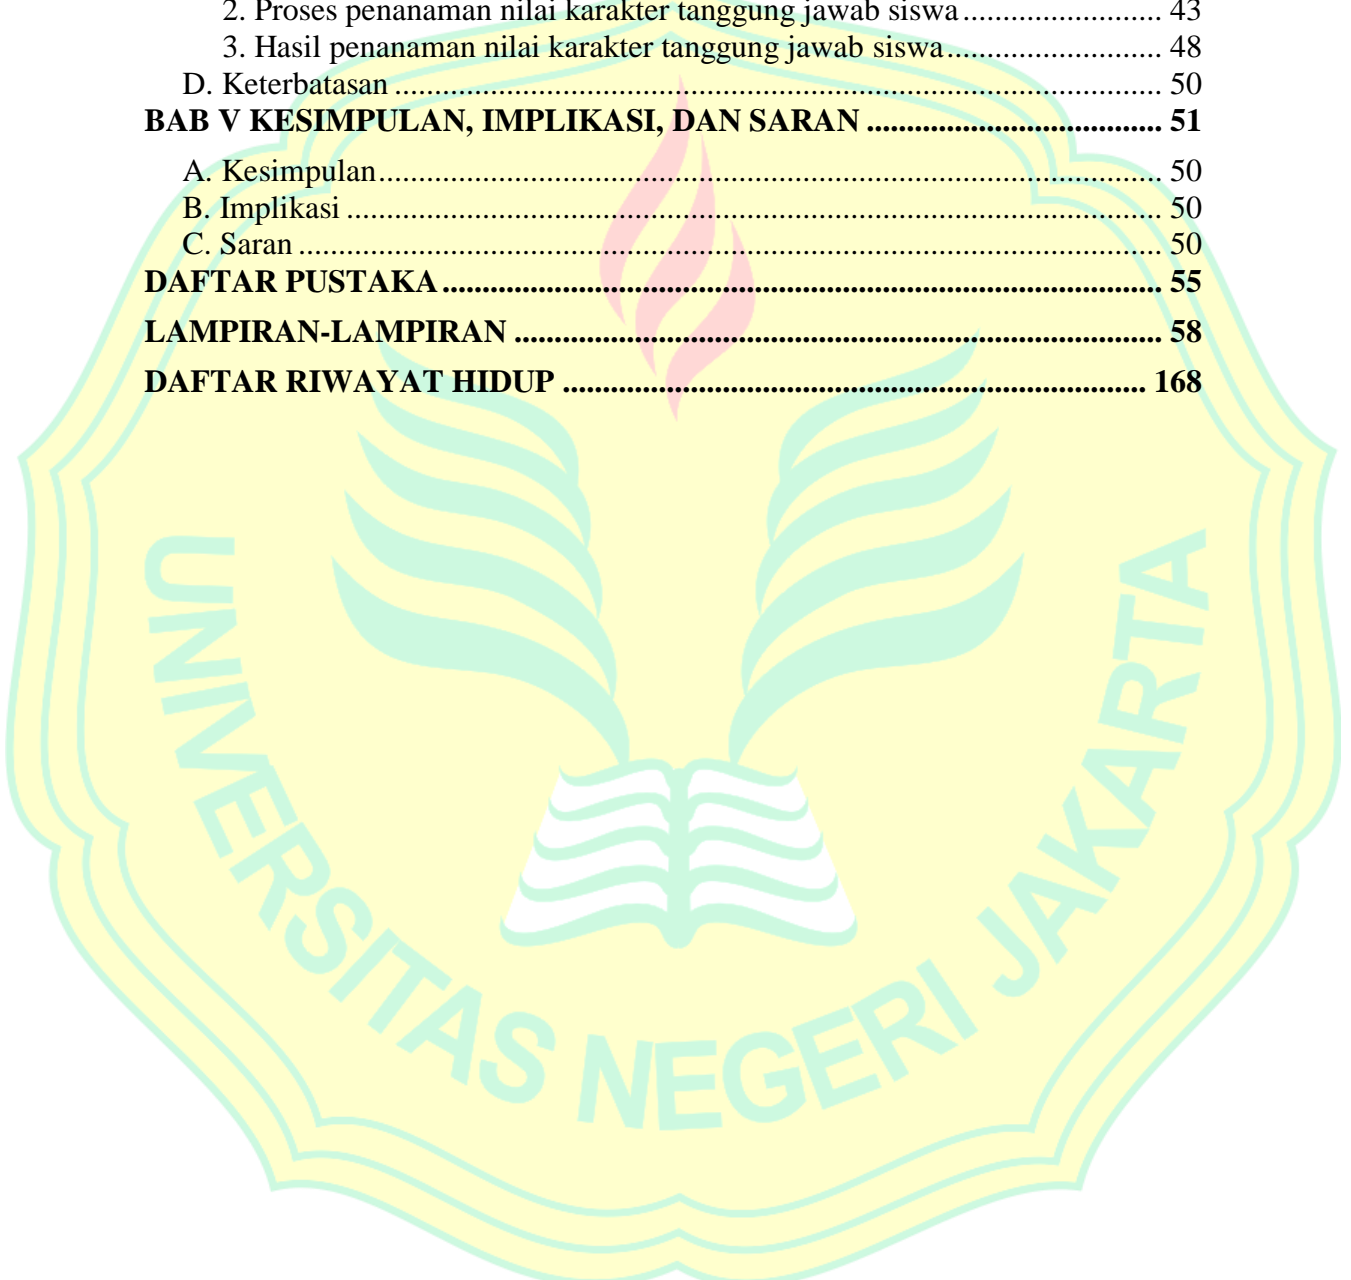 2. Proses penanaman nilai karakter tanggung jawab siswa ........................ 43
3. Hasil penanaman nilai karakter tanggung jawab siswa .......................... 48
D. Keterbatasan ............................................................................................ 50
BAB V KESIMPULAN, IMPLIKASI, DAN SARAN .................................... 51
A. Kesimpulan .............................................................................................. 50
B. Implikasi .................................................................................................. 50
C. Saran ........................................................................................................ 50
DAFTAR PUSTAKA ....................................................................................... 55
LAMPIRAN-LAMPIRAN ............................................................................... 58
DAFTAR RIWAYAT HIDUP ....................................................................... 168
UNIVERSITAS NEGERI JAKARTA